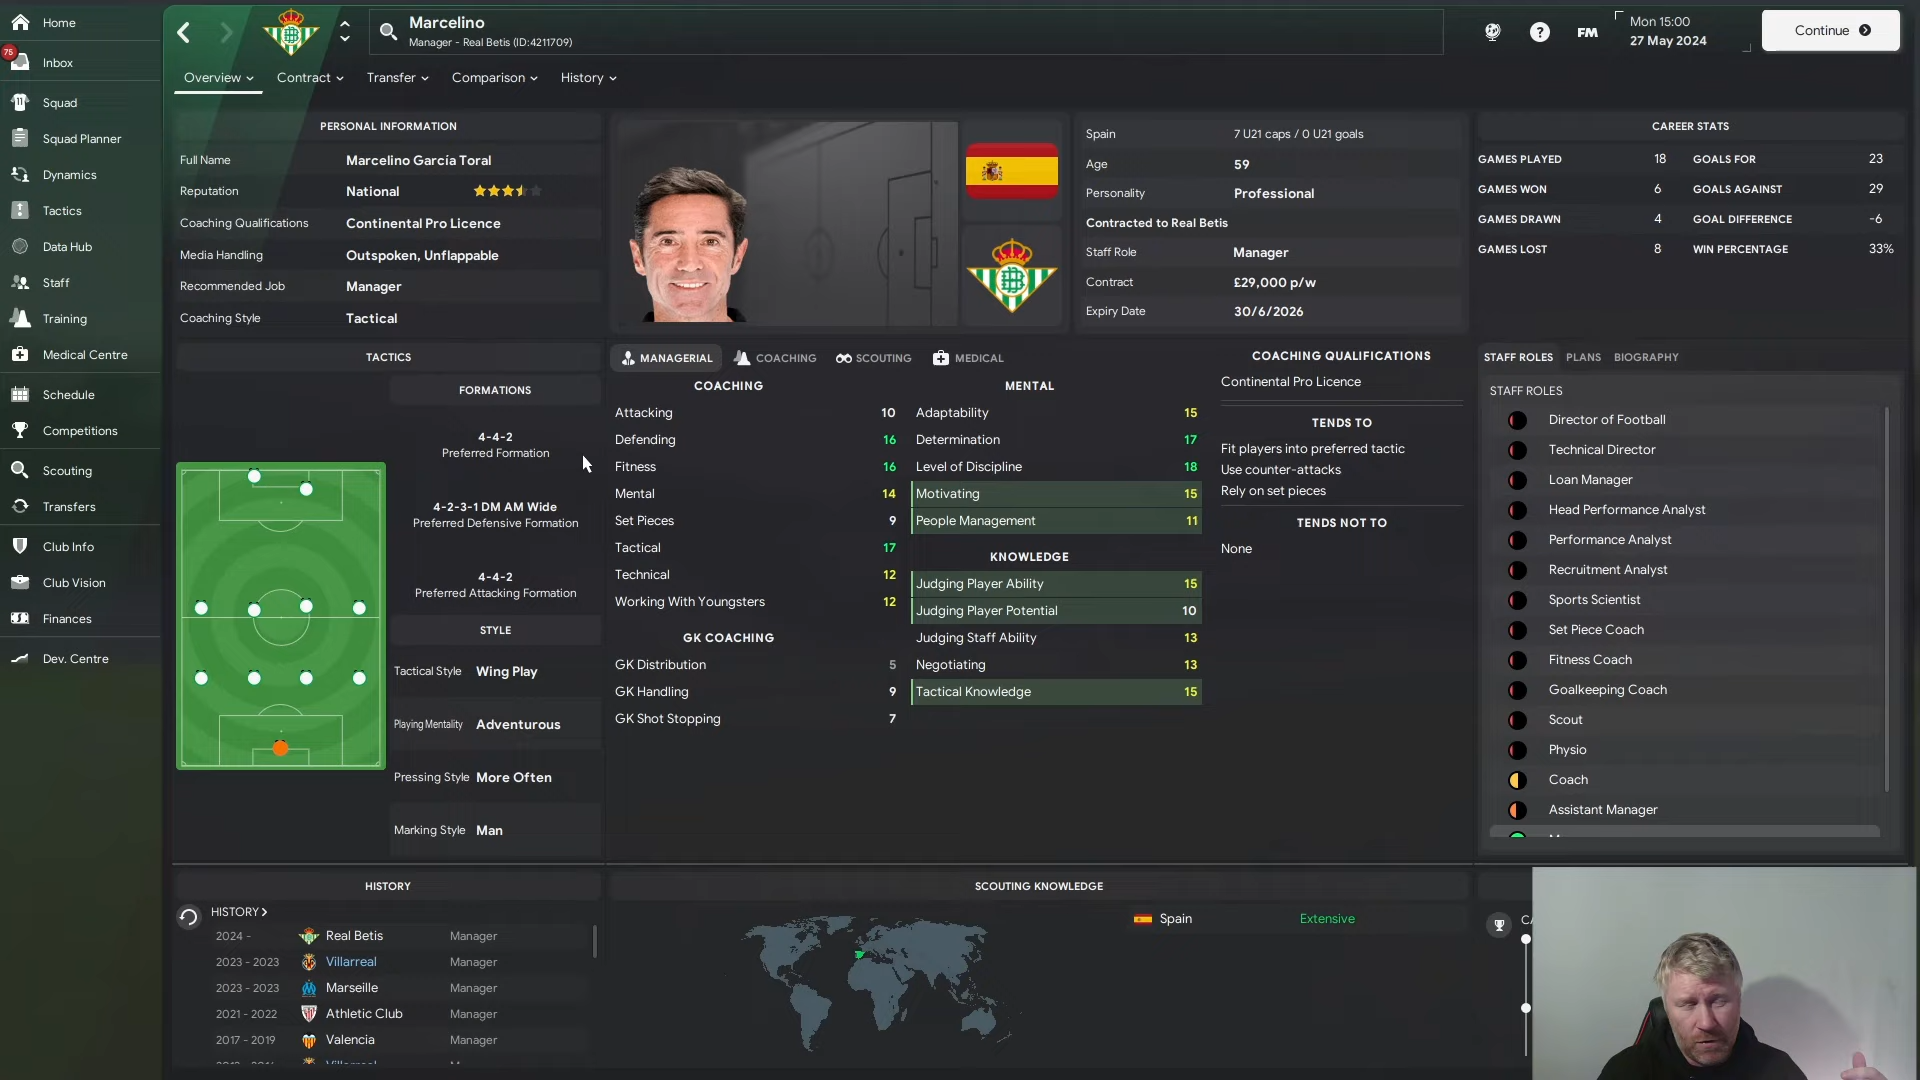 Home
75
Inbox
Squad
Squad Planner
Dynamics
Tactics
Data Hub
Staff
Training
Medical Centre
Schedule
Competitions
Scouting
Transfers
Club Info
Club Vision
Finances
Dev. Centre
Marcelino
Manager - Real Betis (ID:4211709)
?
FM
Mon 15:00
27 May 2024
Continue
Overview
Contract
Transfer
Comparison
History
PERSONAL INFORMATION
Full Name Marcelino García Toral
Reputation National
Coaching Qualifications Continental Pro Licence
Media Handling Outspoken, Unflappable
Recommended Job Manager
Coaching Style Tactical
Spain 7 U21 caps / 0 U21 goals
Age 59
Personality Professional
Contracted to Real Betis
Staff Role Manager
Contract £29,000 p/w
Expiry Date 30/6/2026
CAREER STATS
GAMES PLAYED 18 GOALS FOR 23
GAMES WON 6 GOALS AGAINST 29
GAMES DRAWN 4 GOAL DIFFERENCE -6
GAMES LOST 8 WIN PERCENTAGE 33%
TACTICS
FORMATIONS
4-4-2
Preferred Formation
4-2-3-1 DM AM Wide
Preferred Defensive Formation
4-4-2
Preferred Attacking Formation
STYLE
Tactical Style Wing Play
Playing Mentality Adventurous
Pressing Style More Often
Marking Style Man
MANAGERIAL COACHING SCOUTING MEDICAL
COACHING
Attacking 10
Defending 16
Fitness 16
Mental 14
Set Pieces 9
Tactical 17
Technical 12
Working With Youngsters 12
GK COACHING
GK Distribution 5
GK Handling 9
GK Shot Stopping 7
MENTAL
Adaptability 15
Determination 17
Level of Discipline 18
Motivating 15
People Management 11
KNOWLEDGE
Judging Player Ability 15
Judging Player Potential 10
Judging Staff Ability 13
Negotiating 13
Tactical Knowledge 15
COACHING QUALIFICATIONS
Continental Pro Licence
TENDS TO
Fit players into preferred tactic
Use counter-attacks
Rely on set pieces
TENDS NOT TO
None
STAFF ROLES PLANS BIOGRAPHY
STAFF ROLES
Director of Football
Technical Director
Loan Manager
Head Performance Analyst
Performance Analyst
Recruitment Analyst
Sports Scientist
Set Piece Coach
Fitness Coach
Goalkeeping Coach
Scout
Physio
Coach
Assistant Manager
HISTORY
HISTORY
2024 - Real Betis Manager
2023 - 2023 Villarreal Manager
2023 - 2023 Marseille Manager
2021 - 2022 Athletic Club Manager
2017 - 2019 Valencia Manager
SCOUTING KNOWLEDGE
Spain Extensive